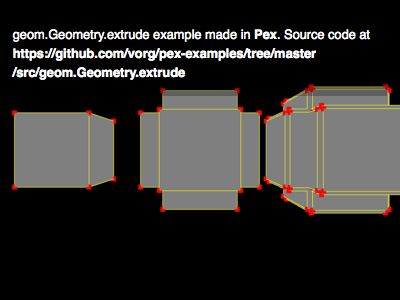 geom.Geometry.extrude example made in Pex. Source code at
https://github.com/vorg/pex-examples/tree/master
/src/geom.Geometry.extrude